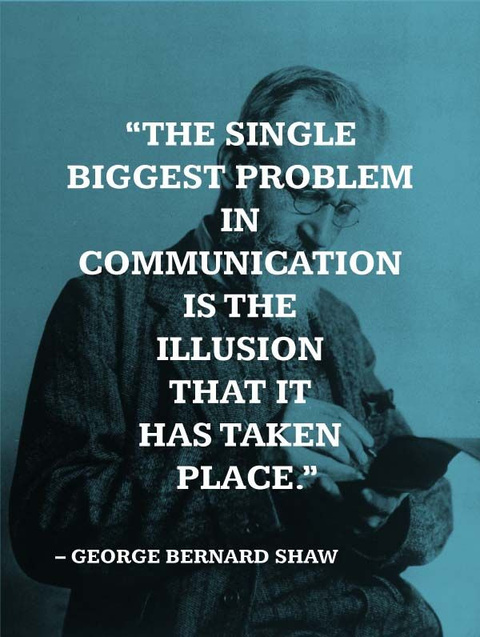 “THE SINGLE
BIGGEST PROBLEM
IN
COMMUNICATION
IS THE
ILLUSION
THAT IT
HAS TAKEN
PLACE.”
– GEORGE BERNARD SHAW